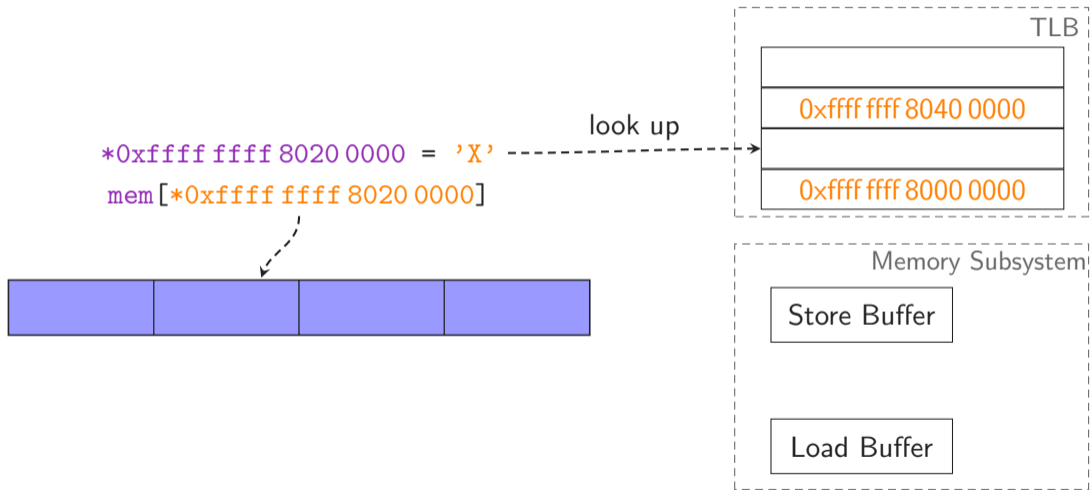 TLB
0xffff ffff 8040 0000
look up
*0xffff ffff 8020 0000 = ’X’
mem[*0xffff ffff 8020 0000]
0xffff ffff 8000 0000
Memory Subsystem
Store Buffer
Load Buffer